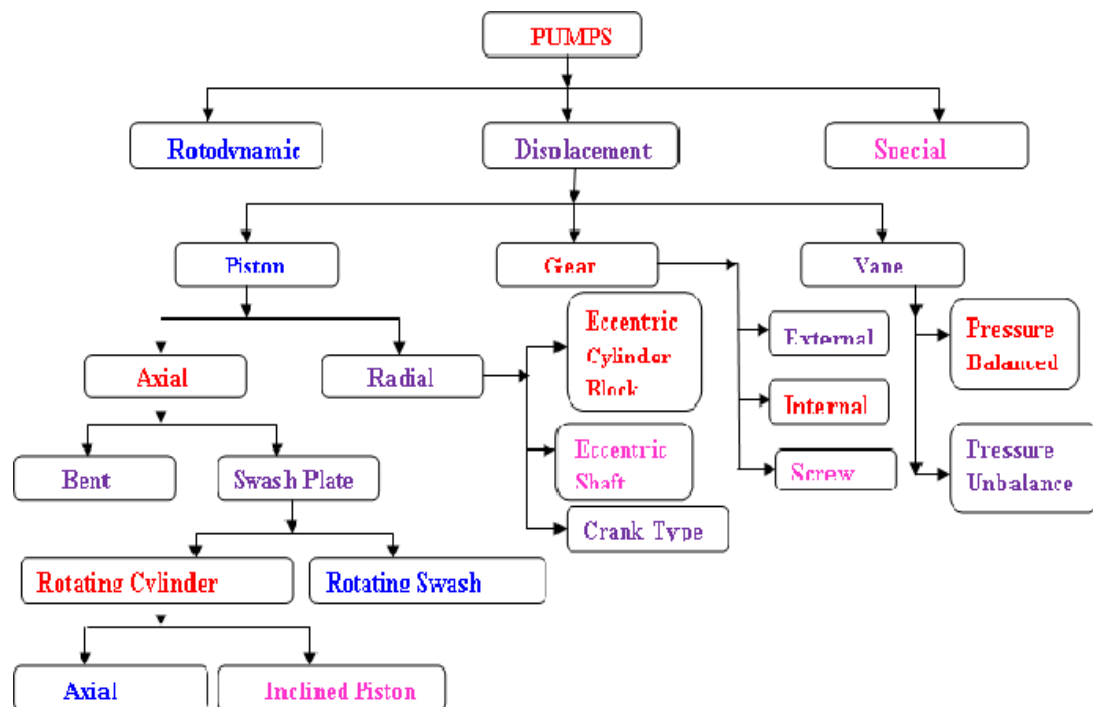 PUMPS
Rotodynamic
Displacement
Special
Piston
Gear
Vane
Eccentric
Cylinder
Block
External
Pressure
Balanced
Axial
Radial
Internal
Bent
Swash Plate
Eccentric
Shaft
Screw
Pressure
Unbalance
Crank Type
Rotating Cylinder
Rotating Swash
Axial
Inclined Piston